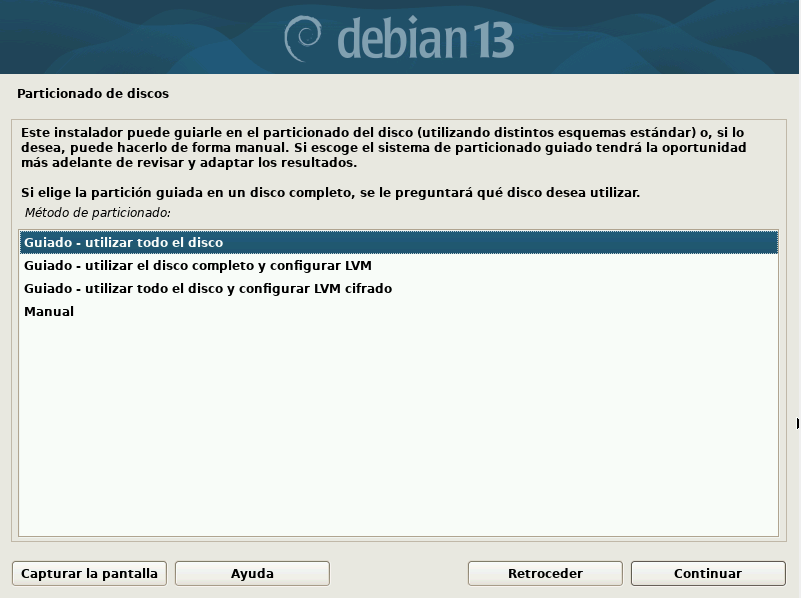 debian 13
Particionado de discos
Este instalador puede guiarle en el particionado del disco (utilizando distintos esquemas estándar) o, si lo
desea, puede hacerlo de forma manual. Si escoge el sistema de particionado guiado tendrá la oportunidad
más adelante de revisar y adaptar los resultados.
Si elige la partición guiada en un disco completo, se le preguntará qué disco desea utilizar.
Método de particionado:
Guiado - utilizar todo el disco
Guiado - utilizar el disco completo y configurar LVM
Guiado - utilizar todo el disco y configurar LVM cifrado
Manual
Capturar la pantalla
Ayuda
Retroceder
Continuar